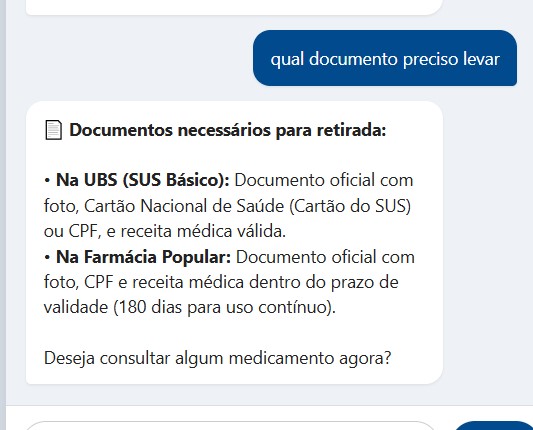 qual documento preciso levar
📄 Documentos necessários para retirada:
• Na UBS (SUS Básico): Documento oficial com
foto, Cartão Nacional de Saúde (Cartão do SUS)
ou CPF, e receita médica válida.
• Na Farmácia Popular: Documento oficial com
foto, CPF e receita médica dentro do prazo de
validade (180 dias para uso contínuo).
Deseja consultar algum medicamento agora?